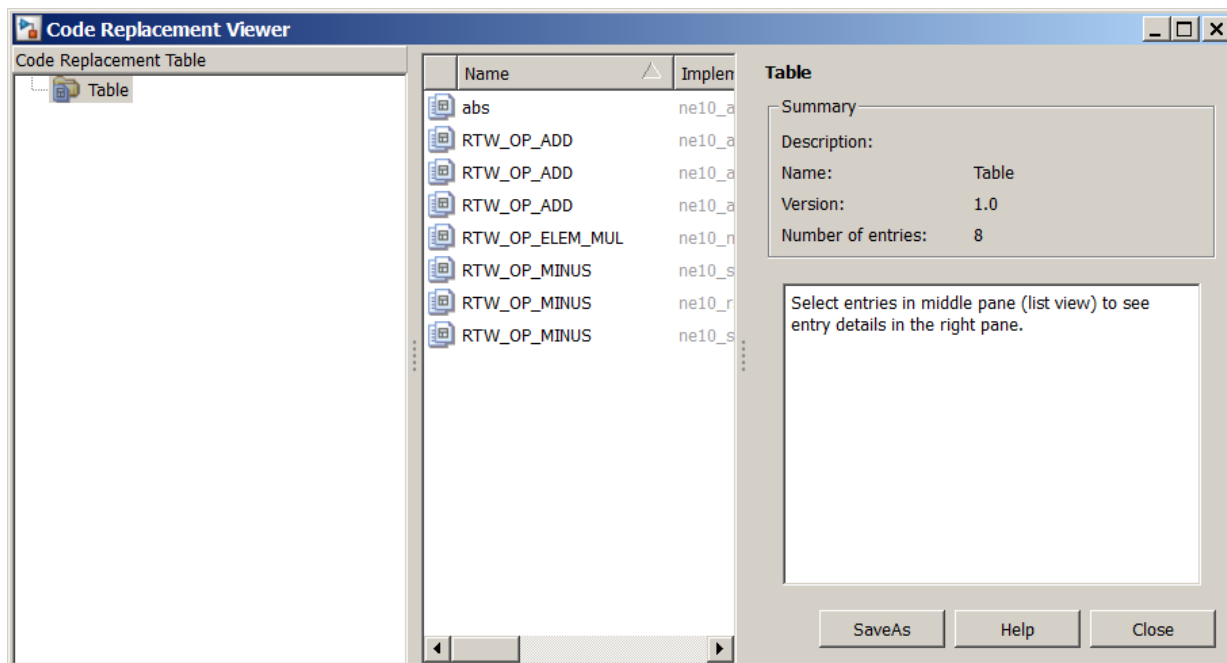 Code Replacement Viewer
Code Replacement Table
Table
Name Implem
abs ne10_a
RTW_OP_ADD ne10_a
RTW_OP_ADD ne10_a
RTW_OP_ADD ne10_a
RTW_OP_ELEM_MUL ne10_n
RTW_OP_MINUS ne10_s
RTW_OP_MINUS ne10_r
RTW_OP_MINUS ne10_s
Table
Summary
Description:
Name: Table
Version: 1.0
Number of entries: 8
Select entries in middle pane (list view) to see
entry details in the right pane.
SaveAs Help Close